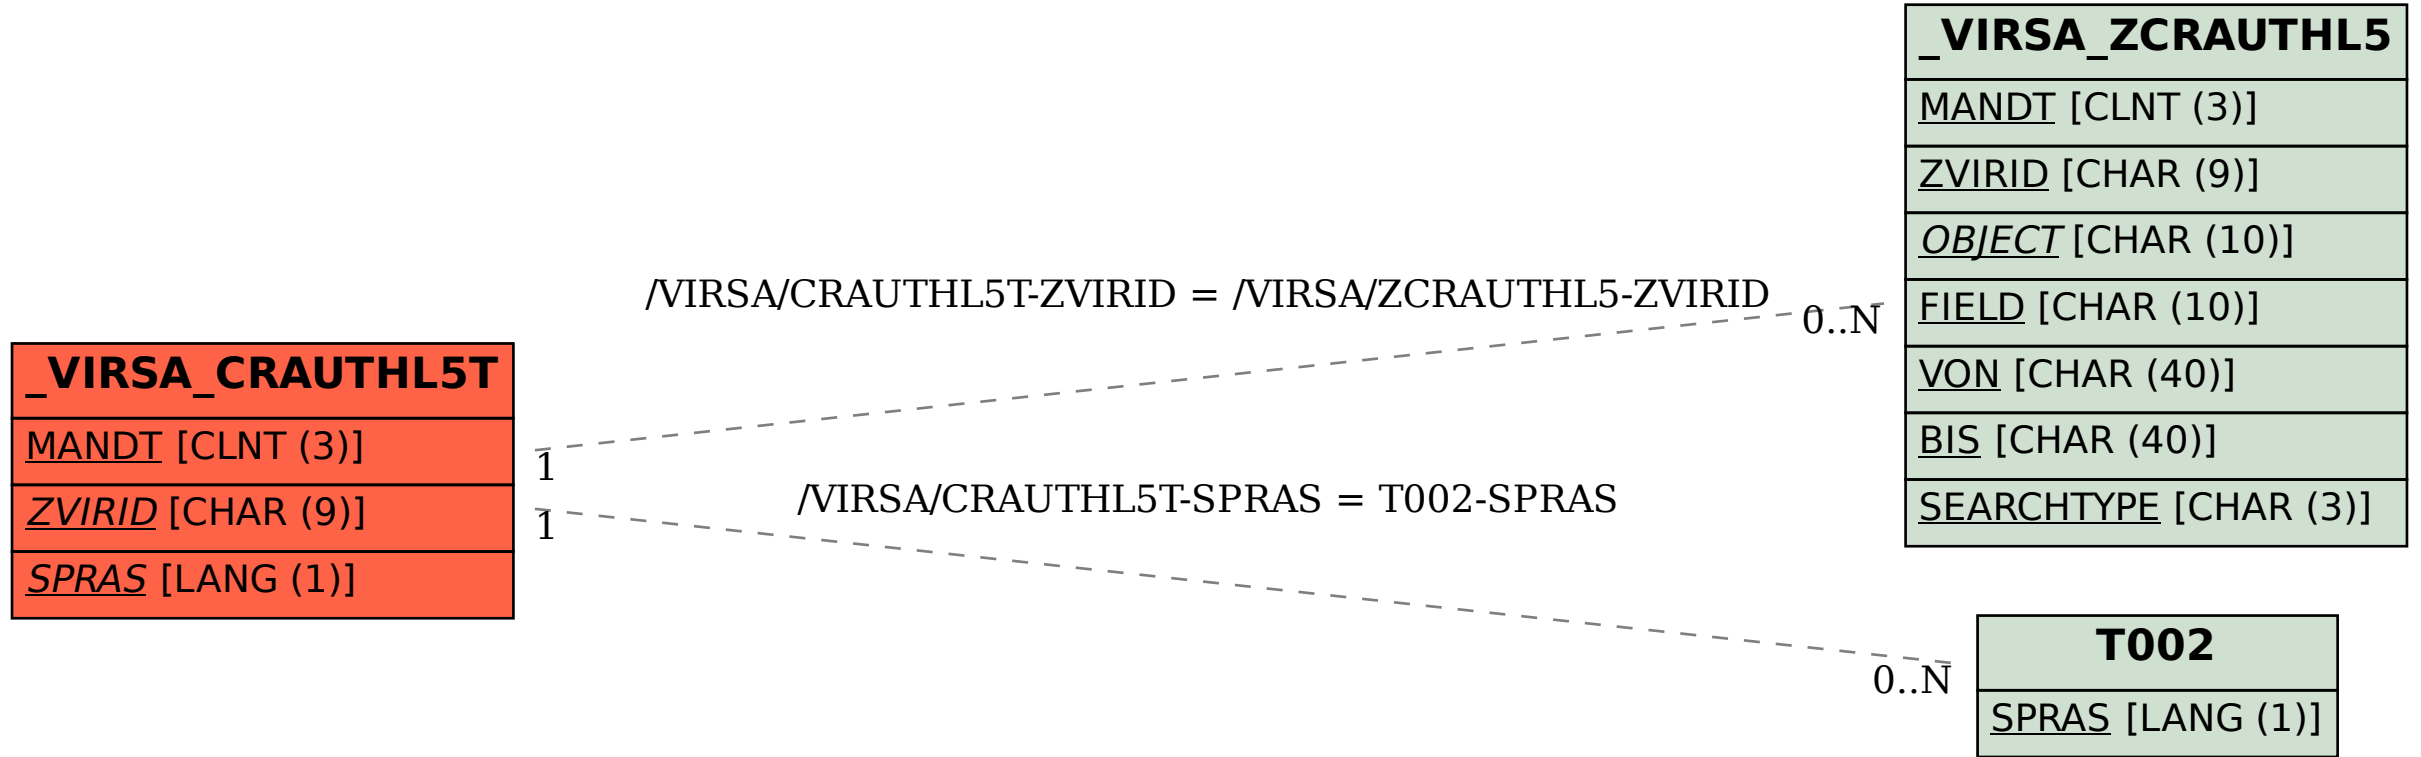 _VIRSA_ZCRAUTHL5
MANDT [CLNT (3)]
ZVIRID [CHAR (9)]
OBJECT [CHAR (10)]
FIELD [CHAR (10)]
VON [CHAR (40)]
BIS [CHAR (40)]
SEARCHTYPE [CHAR (3)]
/VIRSA/CRAUTHL5T-ZVIRID = /VIRSA/ZCRAUTHL5-ZVIRID
0..N
1
_VIRSA_CRAUTHL5T
MANDT [CLNT (3)]
ZVIRID [CHAR (9)]
SPRAS [LANG (1)]
/VIRSA/CRAUTHL5T-SPRAS = T002-SPRAS
1
0..N
T002
SPRAS [LANG (1)]